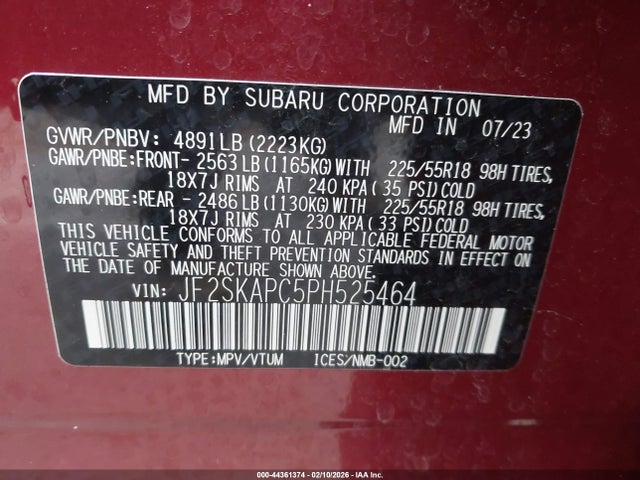 MFD BY SUBARU CORPORATION
MFD IN 07/23
GVWR/PNBV: 4891LB(2223KG)
GAWR/PNBE:FRONT- 2563LB(1165KG)WITH 225/55R18 98H TIRES,
18X7J RIMS AT 240 KPA(35 PSI)COLD
GAWR/PNBE:REAR - 2486LB(1130KG)WITH 225/55R18 98H TIRES,
18X7J RIMS AT 230 KPA(33 PSI)COLD
THIS VEHICLE CONFORMS TO ALL APPLICABLE FEDERAL MOTOR
VEHICLE SAFETY AND THEFT PREVENTION STANDARDS IN EFFECT
ON THE DATE OF MANUFACTURE SHOWN ABOVE.
VIN: JF2SKAPC5PH525464
TYPE:MPV/VTUM ICES/NMB-002
000-44361374 - 02/10/2026 - IAA Inc.